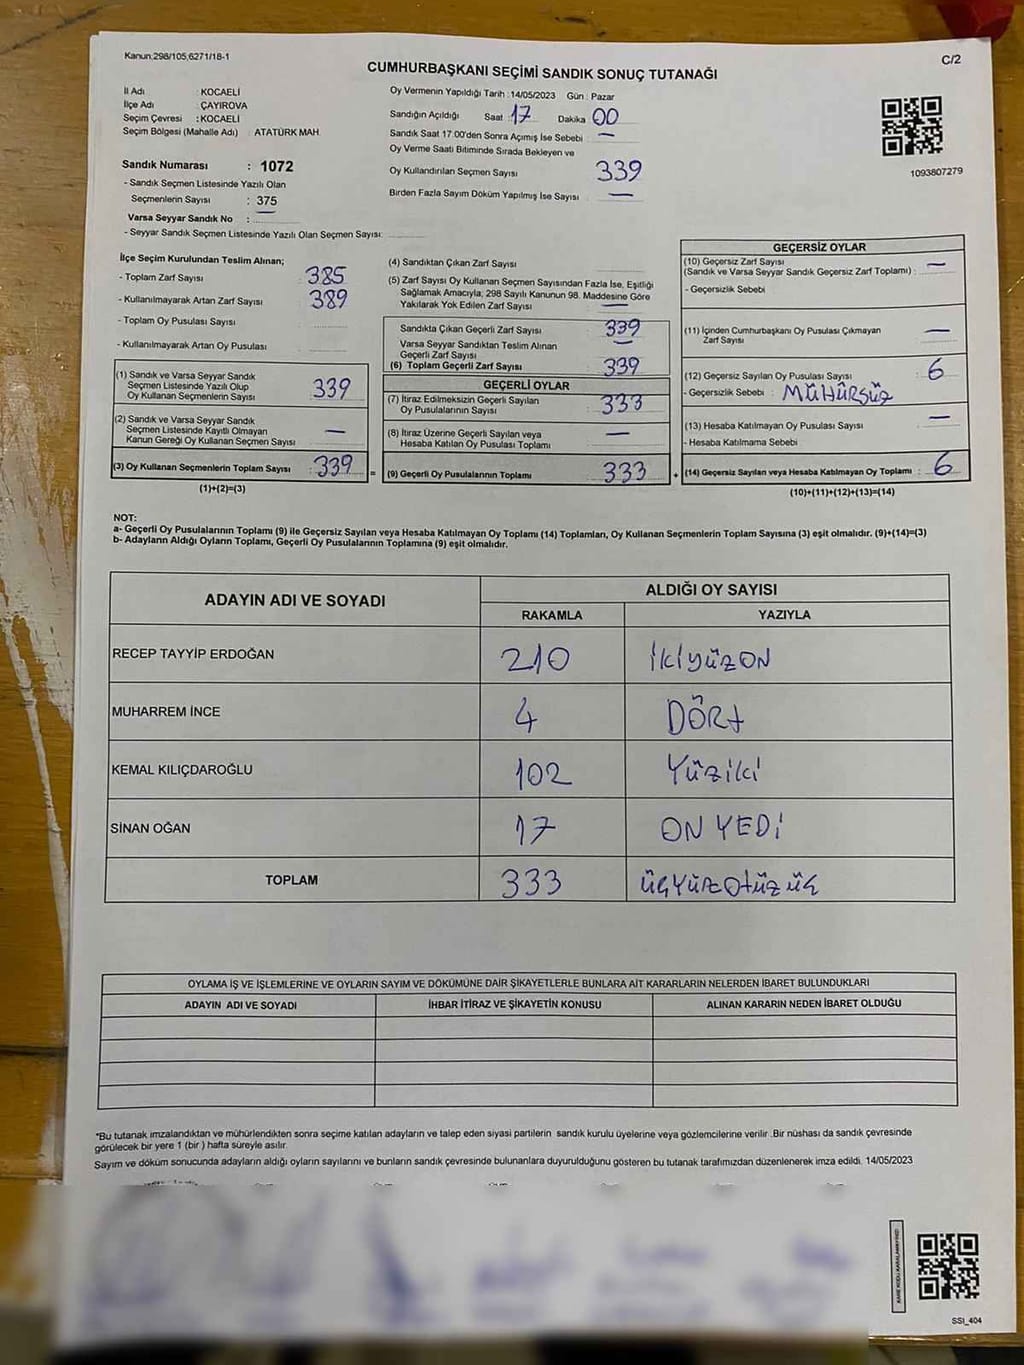 Kanun:298/105,6271/18-1
C/2
CUMHURBAŞKANI SEÇİMİ SANDIK SONUÇ TUTANAĞI
İl Adı : KOCAELİ
İlçe Adı : ÇAYIROVA
Seçim Çevresi : KOCAELİ
Seçim Bölgesi (Mahalle Adı) : ATATÜRK MAH.
Sandık Numarası : 1072
- Sandık Seçmen Listesinde Yazılı Olan
Seçmenlerin Sayısı : 375
Varsa Seyyar Sandık No : —
- Seyyar Sandık Seçmen Listesinde Yazılı Olan Seçmen Sayısı:
Oy Vermenin Yapıldığı Tarih : 14/05/2023 Gün : Pazar
Sandığın Açıldığı Saat : 17 Dakika 00
Sandık Saat 17.00'den Sonra Açımış İse Sebebi : —
Oy Verme Saati Bitiminde Sırada Bekleyen ve
Oy Kullandırılan Seçmen Sayısı : 339
Birden Fazla Sayım Döküm Yapılmış İse Sayısı : —
1093807279
İlçe Seçim Kurulundan Teslim Alınan;
- Toplam Zarf Sayısı : 385
- Kullanılmayarak Artan Zarf Sayısı : 389
- Toplam Oy Pusulası Sayısı :
- Kullanılmayarak Artan Oy Pusulası :
(1) Sandık ve Varsa Seyyar Sandık
Seçmen Listesinde Yazılı Olup
Oy Kullanan Seçmenlerin Sayısı : 339
(2) Sandık ve Varsa Seyyar Sandık
Seçmen Listesinde Kayıtlı Olmayan
Kanun Gereği Oy Kullanan Seçmen Sayısı : —
(3) Oy Kullanan Seçmenlerin Toplam Sayısı : 339 =
(1)+(2)=(3)
(4) Sandıktan Çıkan Zarf Sayısı
(5) Zarf Sayısı Oy Kullanan Seçmen Sayısından Fazla İse, Eşitliği
Sağlamak Amacıyla, 298 Sayılı Kanunun 98. Maddesine Göre
Yakılarak Yok Edilen Zarf Sayısı : —
Sandıkta Çıkan Geçerli Zarf Sayısı : 339
Varsa Seyyar Sandıktan Teslim Alınan
Geçerli Zarf Sayısı : —
(6) Toplam Geçerli Zarf Sayısı : 339
GEÇERLİ OYLAR
(7) İtiraz Edilmeksizin Geçerli Sayılan
Oy Pusulalarının Sayısı : 333
(8) İtiraz Üzerine Geçerli Sayılan veya
Hesaba Katılan Oy Pusulası Toplamı : —
(9) Geçerli Oy Pusulalarının Toplamı : 333 +
GEÇERSİZ OYLAR
(10) Geçersiz Zarf Sayısı
(Sandık ve Varsa Seyyar Sandık Geçersiz Zarf Toplamı) : —
- Geçersizlik Sebebi
(11) İçinden Cumhurbaşkanı Oy Pusulası Çıkmayan
Zarf Sayısı : —
(12) Geçersiz Sayılan Oy Pusulası Sayısı : 6
- Geçersizlik Sebebi : MÜHÜRSÜZ
(13) Hesaba Katılmayan Oy Pusulası Sayısı : —
- Hesaba Katılmama Sebebi
(14) Geçersiz Sayılan veya Hesaba Katılmayan Oy Toplamı : 6
(10)+(11)+(12)+(13)=(14)
NOT:
a- Geçerli Oy Pusulalarının Toplamı (9) ile Geçersiz Sayılan veya Hesaba Katılmayan Oy Toplamı (14) Toplamları, Oy Kullanan Seçmenlerin Toplam Sayısına (3) eşit olmalıdır. (9)+(14)=(3)
b- Adayların Aldığı Oyların Toplamı, Geçerli Oy Pusulalarının Toplamına (9) eşit olmalıdır.
ADAYIN ADI VE SOYADI
ALDIĞI OY SAYISI
RAKAMLA YAZIYLA
RECEP TAYYİP ERDOĞAN 210 ikiyüzON
MUHARREM İNCE 4 DÖRt
KEMAL KILIÇDAROĞLU 102 Yüziki
SİNAN OĞAN 17 ON YEDi
TOPLAM 333 üçyüzotüzüç
OYLAMA İŞ VE İŞLEMLERİNE VE OYLARIN SAYIM VE DÖKÜMÜNE DAİR ŞİKAYETLERLE BUNLARA AİT KARARLARIN NELERDEN İBARET BULUNDUKLARI
ADAYIN ADI VE SOYADI İHBAR İTİRAZ VE ŞİKAYETİN KONUSU ALINAN KARARIN NEDEN İBARET OLDUĞU
*Bu tutanak imzalandıktan ve mühürlendikten sonra seçime katılan adayların ve talep eden siyasi partilerin sandık kurulu üyelerine veya gözlemcilerine verilir .Bir nüshası da sandık çevresinde
görülecek bir yere 1 (bir ) hafta süreyle asılır.
Sayım ve döküm sonucunda adayların aldığı oyların sayılarını ve bunların sandık çevresinde bulunanlara duyurulduğunu gösteren bu tutanak tarafımızdan düzenlenerek imza edildi. 14/05/2023
SSI_404